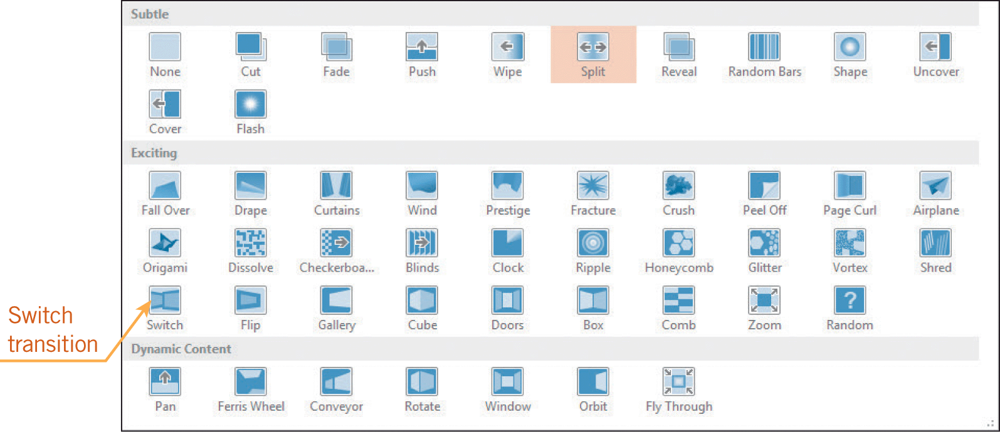 Subtle
None Cut Fade Push Wipe Split Reveal Random Bars Shape Uncover
Cover Flash
Exciting
Fall Over Drape Curtains Wind Prestige Fracture Crush Peel Off Page Curl Airplane
Origami Dissolve Checkerboa... Blinds Clock Ripple Honeycomb Glitter Vortex Shred
?
Switch Flip Gallery Cube Doors Box Comb Zoom Random
Switch
transition
Dynamic Content
Pan Ferris Wheel Conveyor Rotate Window Orbit Fly Through